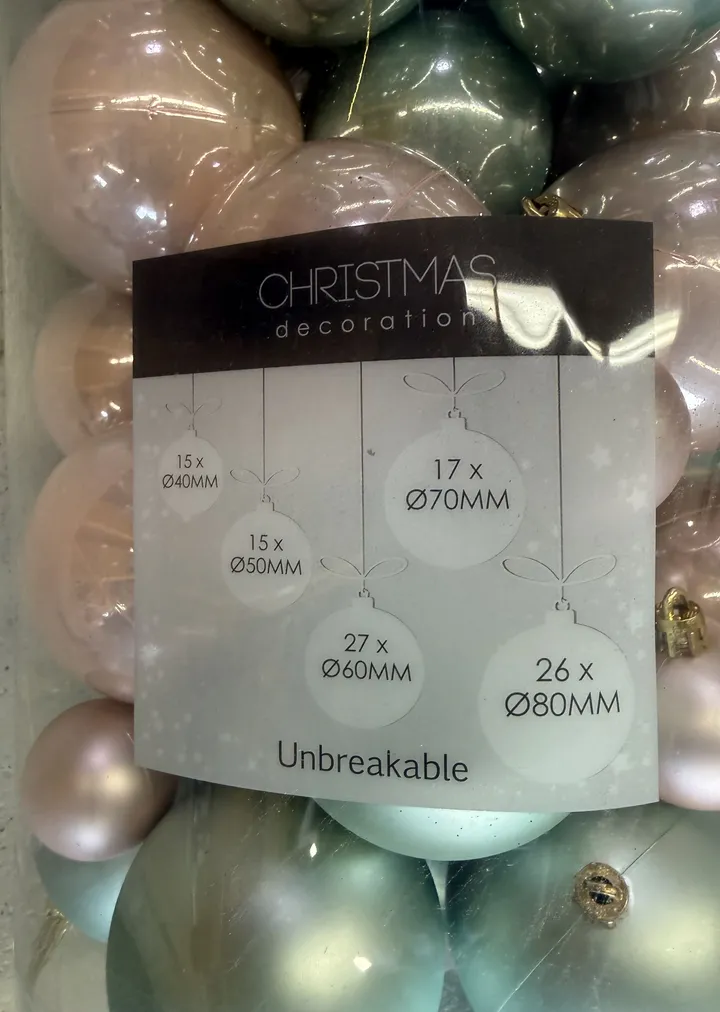 CHRISTMAS
decoration
15 x
Ø40MM
15 x
Ø50MM
27 x
Ø60MM
17 x
Ø70MM
26 x
Ø80MM
Unbreakable